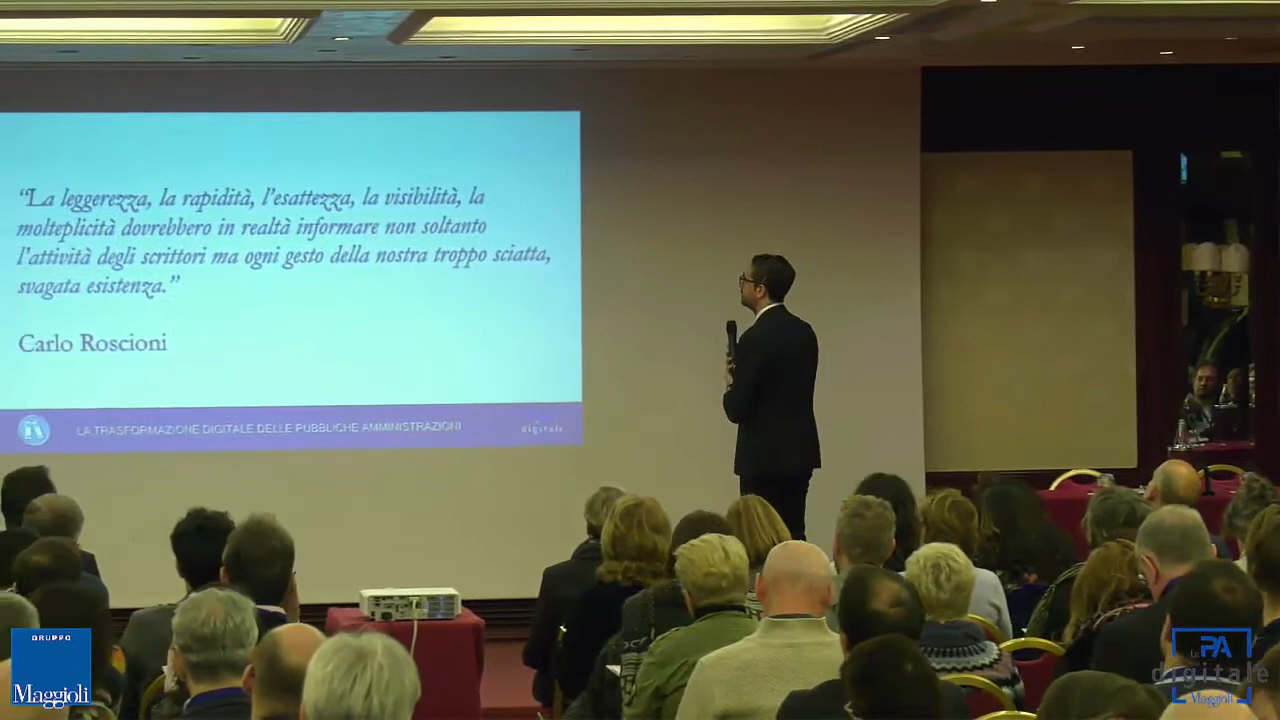 “La leggerezza, la rapidità, l’esattezza, la visibilità, la
molteplicità dovrebbero in realtà informare non soltanto
l’attività degli scrittori ma ogni gesto della nostra troppo sciatta,
svagata esistenza.”
Carlo Roscioni
LA TRASFORMAZIONE DIGITALE DELLE PUBBLICHE AMMINISTRAZIONI
digitale
GRUPPO
Maggioli
La PA
digitale
Maggioli